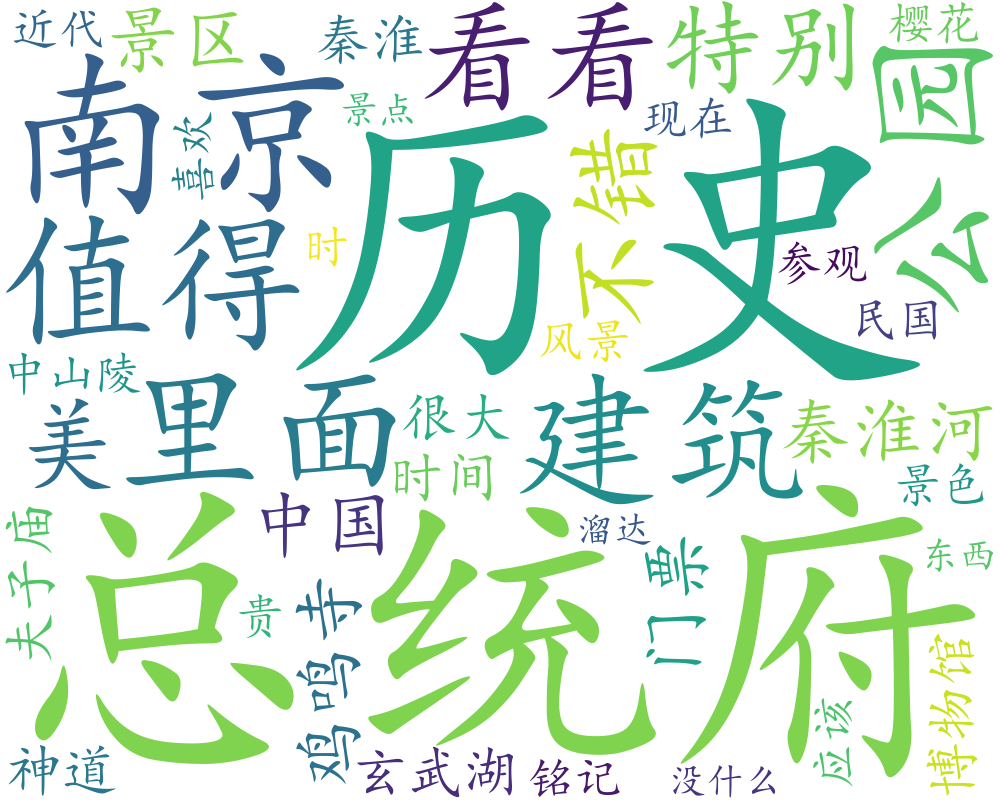 近代
景区
秦淮
看看
特别
樱花
南京
喜欢
景点
历史
不错
现在
公园
值得
时
风景
参观
民国
中山陵
美
里面
很大
时间
建筑
秦淮河
景色
夫子庙
总统府
中国
贵
鸡鸣寺
溜达
门票
东西
神道
玄武湖
铭记
没什么
应该
博物馆